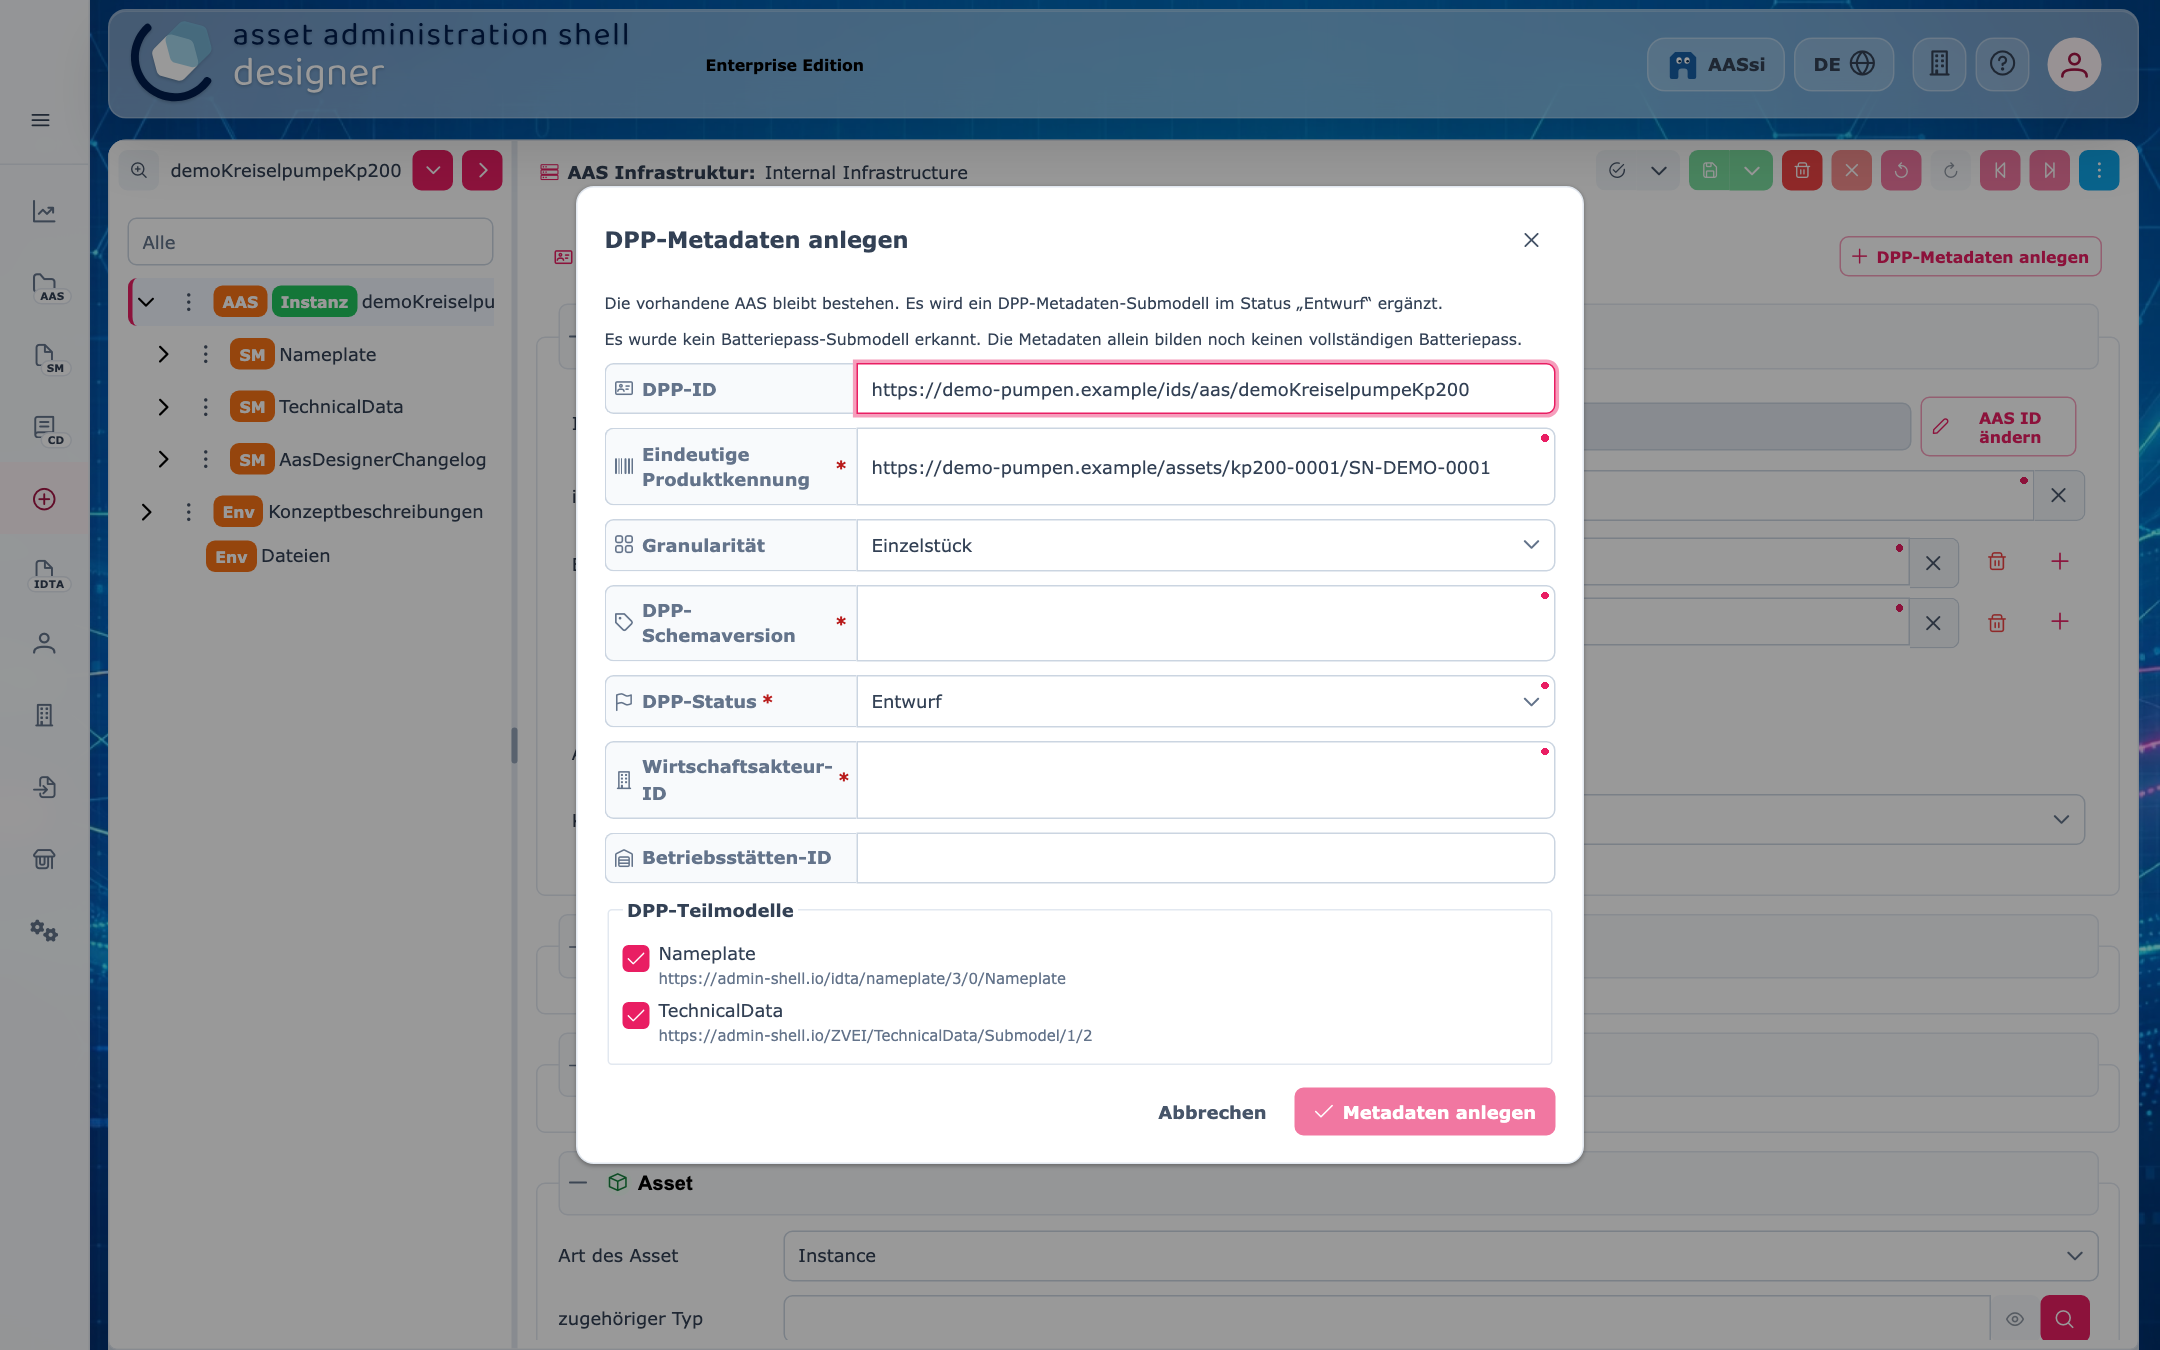 asset administration shell
designer
Enterprise Edition
AASsi
DE
demoKreiselpumpeKp200
Alle
AAS Instanz demoKreiselpu
SM Nameplate
SM TechnicalData
SM AasDesignerChangelog
Env Konzeptbeschreibungen
Env Dateien
AAS
SM
CD
IDTA
AAS Infrastruktur: Internal Infrastructure
DPP-Metadaten anlegen
AAS ID
ändern
DPP-Metadaten anlegen
Die vorhandene AAS bleibt bestehen. Es wird ein DPP-Metadaten-Submodell im Status „Entwurf“ ergänzt.
Es wurde kein Batteriepass-Submodell erkannt. Die Metadaten allein bilden noch keinen vollständigen Batteriepass.
DPP-ID
https://demo-pumpen.example/ids/aas/demoKreiselpumpeKp200
Eindeutige
Produktkennung *
https://demo-pumpen.example/assets/kp200-0001/SN-DEMO-0001
Granularität
Einzelstück
DPP-
Schemaversion *
DPP-Status *
Entwurf
Wirtschaftsakteur-
ID *
Betriebsstätten-ID
DPP-Teilmodelle
Nameplate
https://admin-shell.io/idta/nameplate/3/0/Nameplate
TechnicalData
https://admin-shell.io/ZVEI/TechnicalData/Submodel/1/2
Abbrechen
Metadaten anlegen
Asset
Art des Asset
Instance
zugehöriger Typ